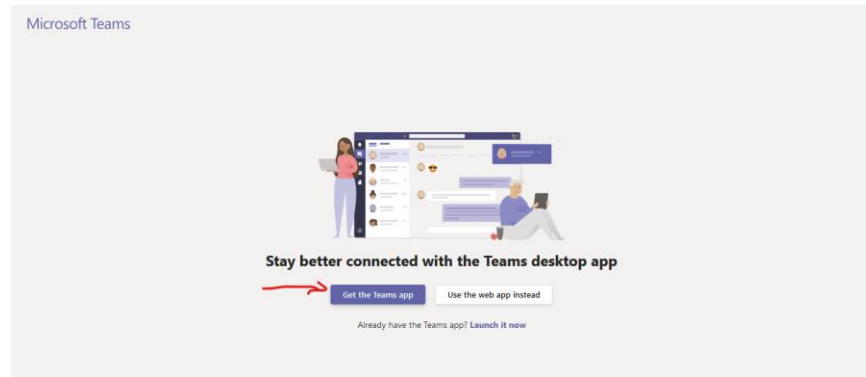 Microsoft Teams
Stay better connected with the Teams desktop app
Get the Teams app
Use the web app instead
Already have the Teams app? Launch it now